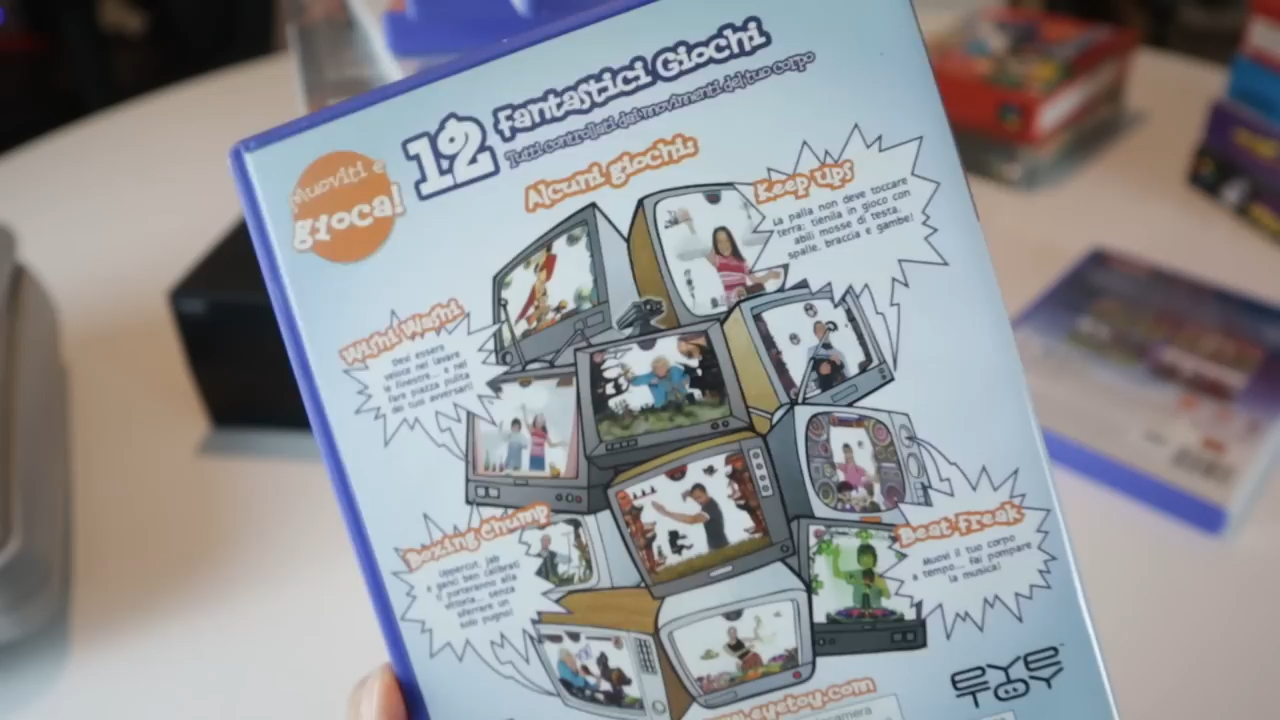 12 Fantastici Giochi
Tutti controllati dai movimenti del tuo corpo
Muoviti e
gioca!
Alcuni giochi:
Keep Ups
La palla non deve toccare
terra: tienila in gioco con
abili mosse di testa,
spalle, braccia e gambe!
Wishi Washi
Devi essere
veloce nel lavare
le finestre... e nel
fare piazza pulita
dei tuoi avversari!
Boxing Chump
Uppercut, jab
e ganci ben calibrati
ti porteranno alla
vittoria... senza
sferrare un
solo pugno!
Beat Freak
Muovi il tuo corpo
a tempo... fai pompare
la musica!
EYE
TOY
www.eyetoy.com